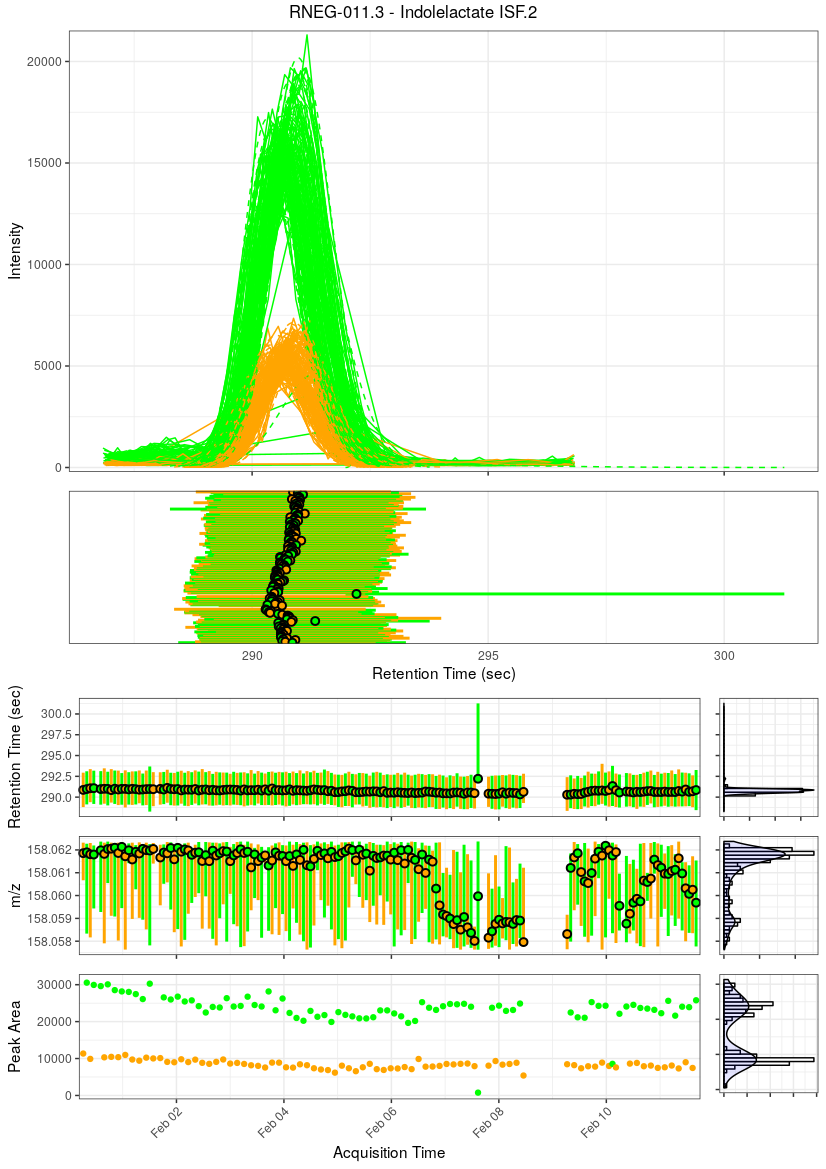 RNEG-011.3 - Indolelactate ISF.2
20000
15000
10000
5000
0
Intensity
290
295
300
Retention Time (sec)
300.0
297.5
295.0
292.5
290.0
Retention Time (sec)
158.062
158.061
158.060
158.059
158.058
m/z
30000
20000
10000
0
Peak Area
Feb 02
Feb 04
Feb 06
Feb 08
Feb 10
Acquisition Time